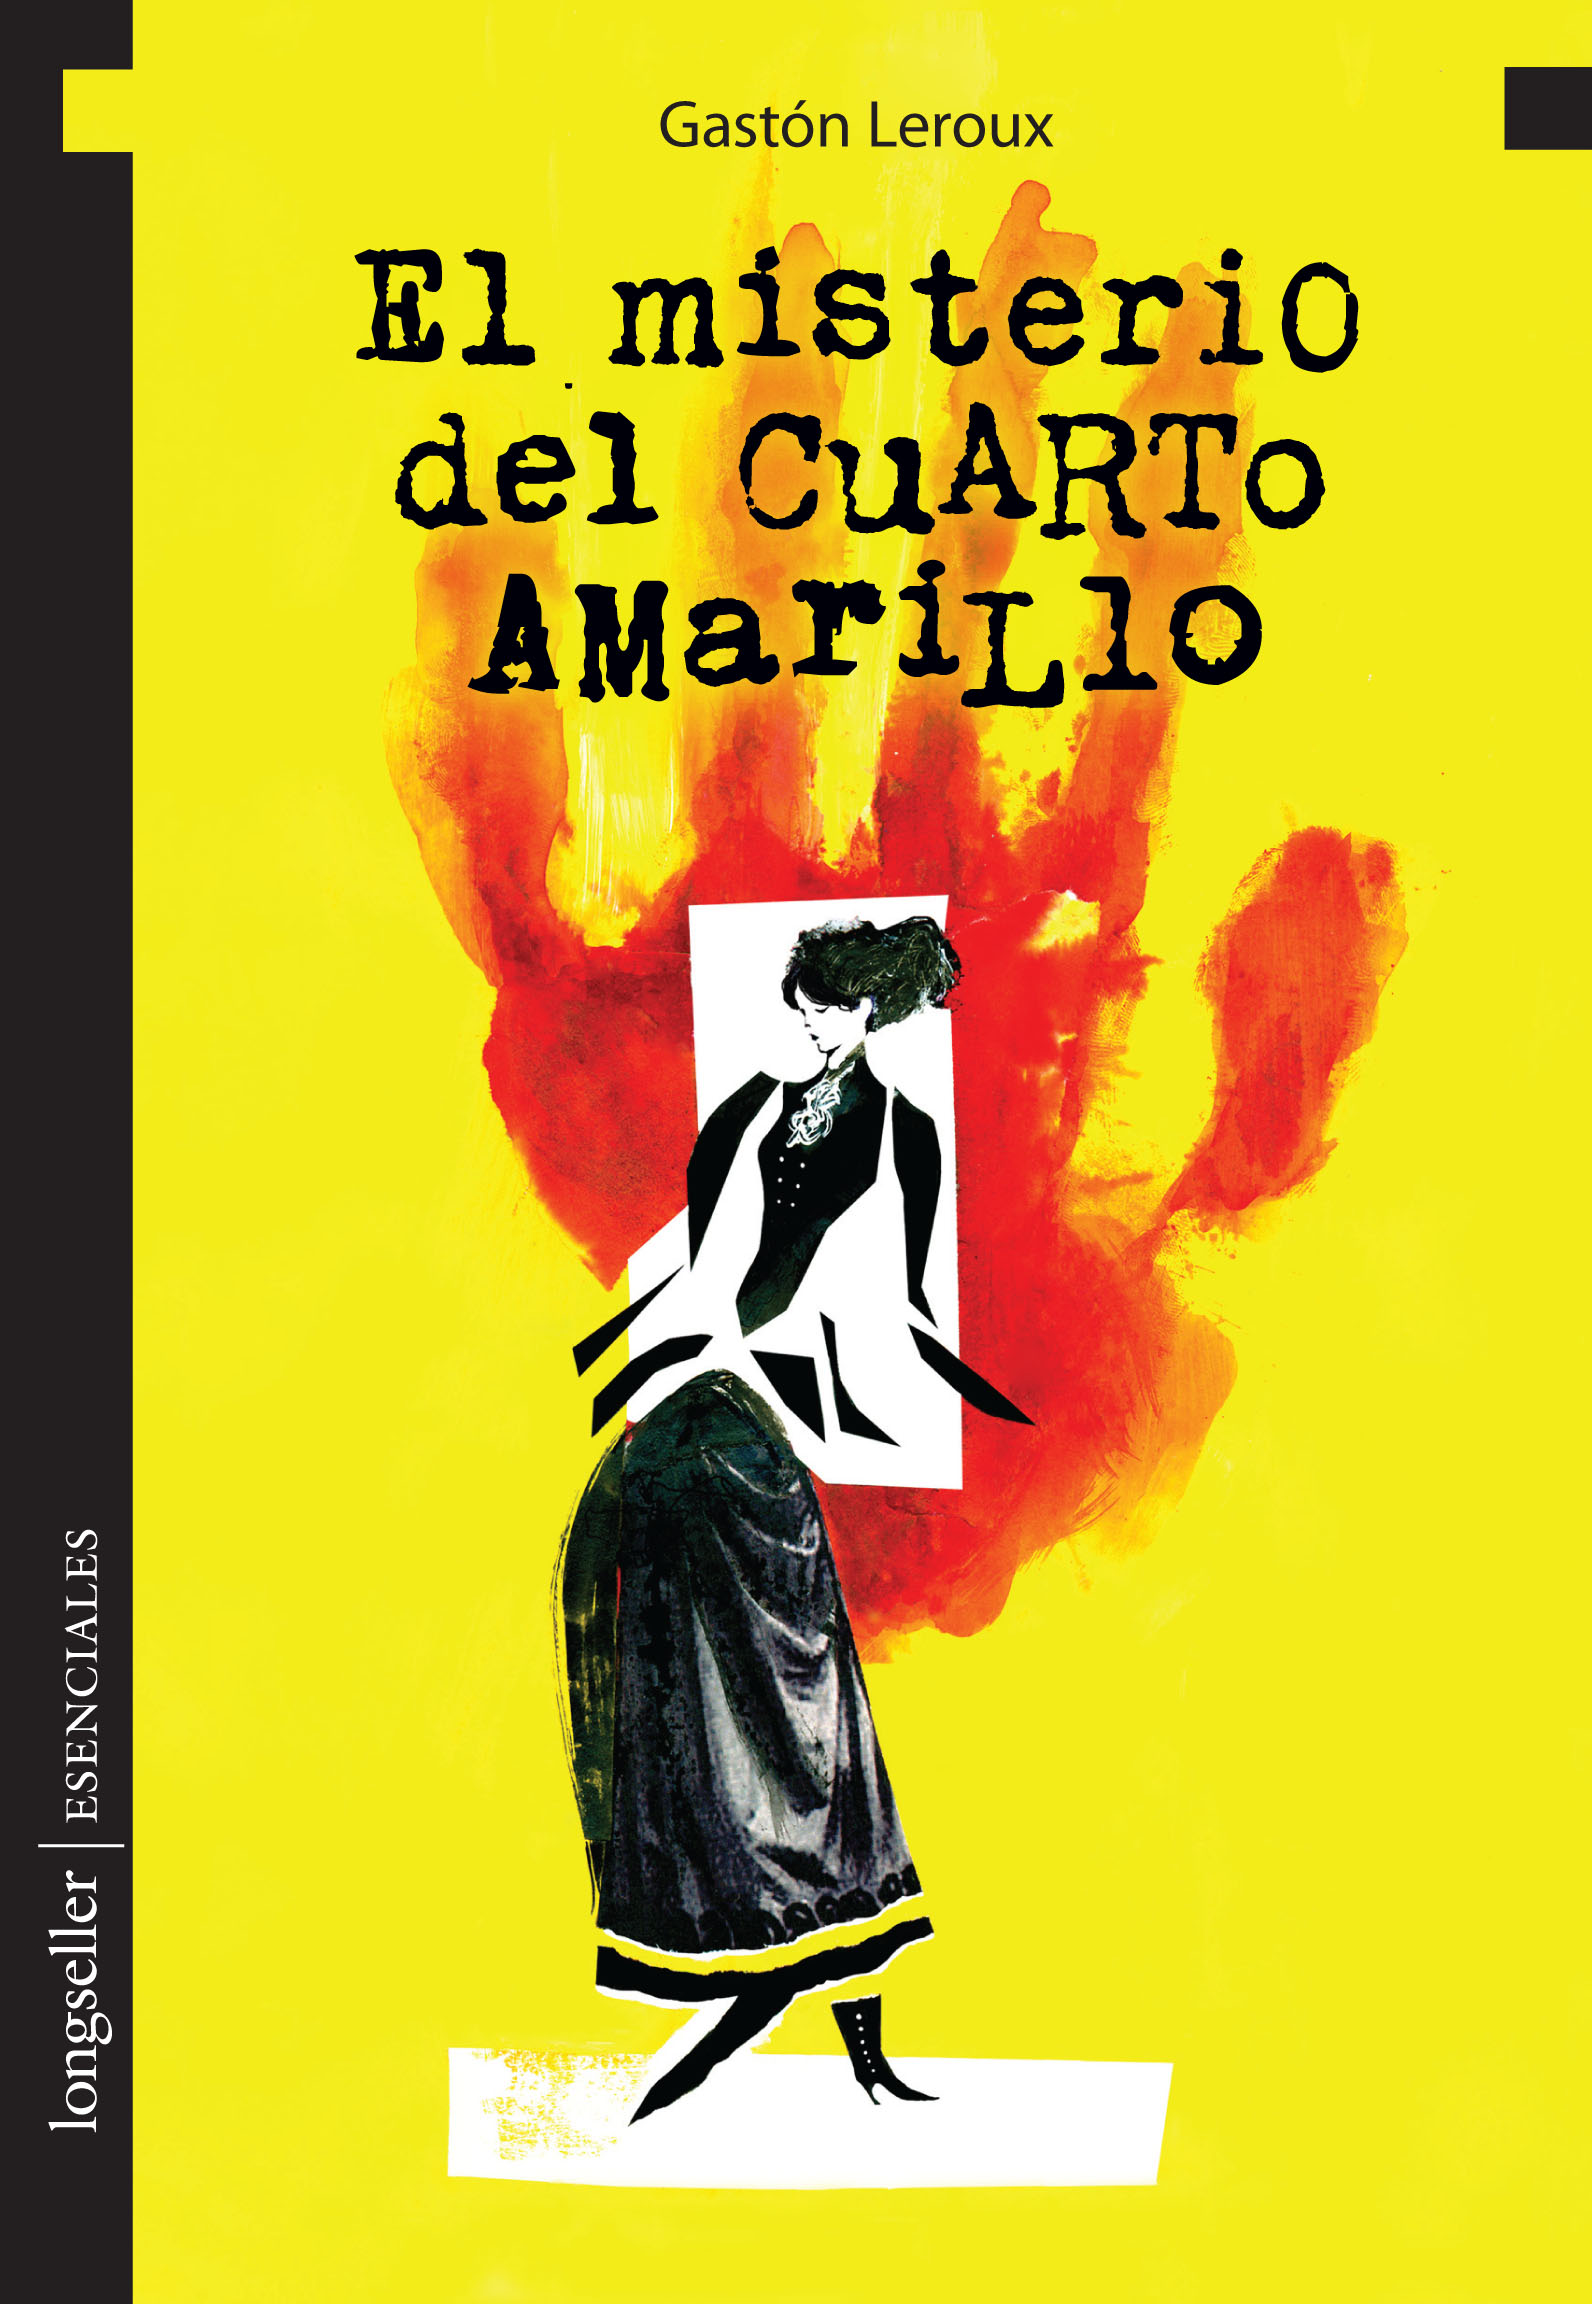 Gastón Leroux
El misteriO
del CuARTo
AMariLlo
longseller | ESENCIALES